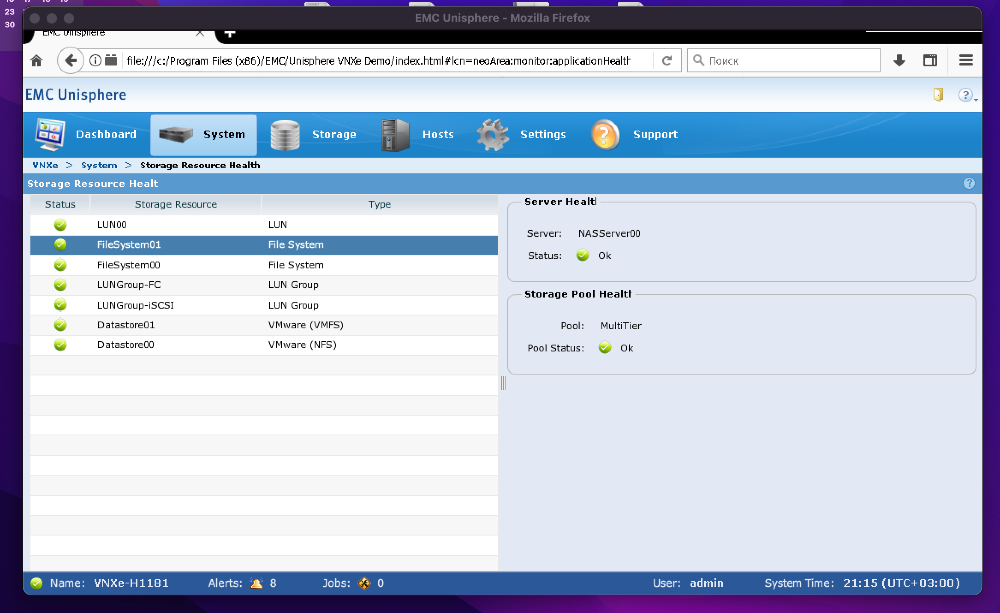 23
30
EMC Unisphere - Mozilla Firefox
EMC Unisphere
file:///c:/Program Files (x86)/EMC/Unisphere VNXe Demo/index.html#lcn=neoArea:monitor:applicationHealth
Поиск
EMC Unisphere
Dashboard System Storage Hosts Settings Support
VNXe > System > Storage Resource Health
Storage Resource Healt
Status Storage Resource Type
LUN00 LUN
FileSystem01 File System
FileSystem00 File System
LUNGroup-FC LUN Group
LUNGroup-iSCSI LUN Group
Datastore01 VMware (VMFS)
Datastore00 VMware (NFS)
Server Health
Server: NASServer00
Status: Ok
Storage Pool Health
Pool: MultiTier
Pool Status: Ok
Name: VNXe-H1181 Alerts: 8 Jobs: 0 User: admin System Time: 21:15 (UTC+03:00)